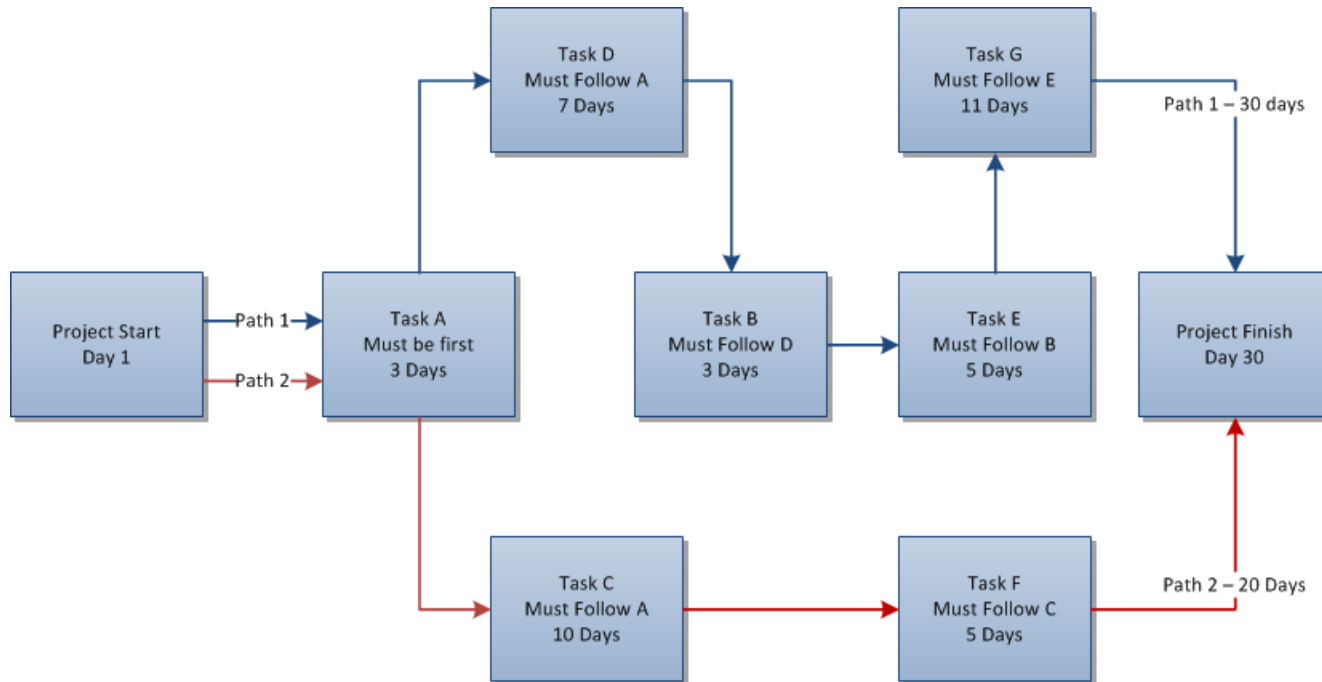 Task D
Must Follow A
7 Days
Task G
Must Follow E
11 Days
Path 1 – 30 days
Project Start
Day 1
Path 1
Path 2
Task A
Must be first
3 Days
Task B
Must Follow D
3 Days
Task E
Must Follow B
5 Days
Project Finish
Day 30
Task C
Must Follow A
10 Days
Task F
Must Follow C
5 Days
Path 2 – 20 Days